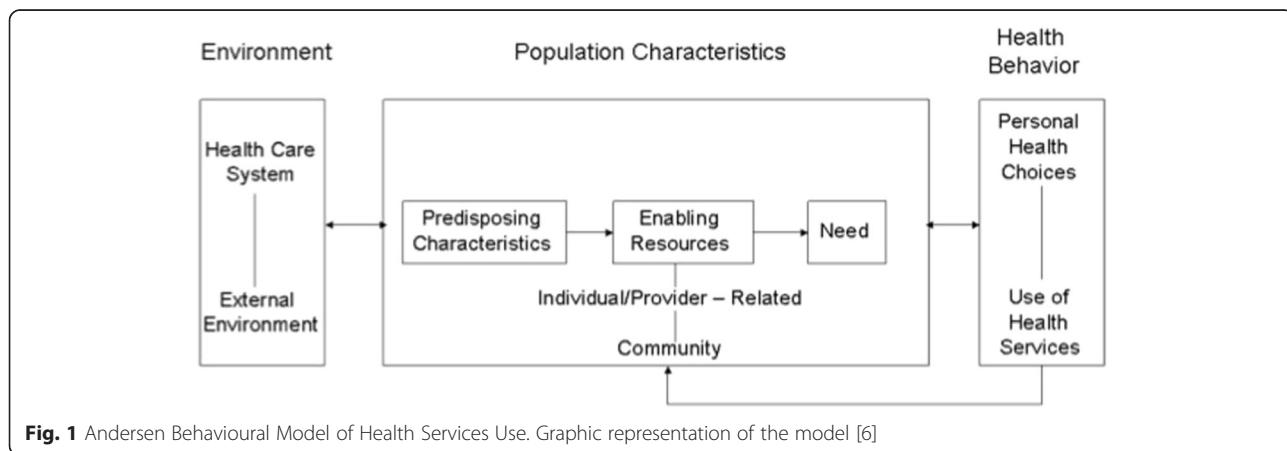 Environment
Population Characteristics
Health
Behavior
Health Care
System
External
Environment
Predisposing
Characteristics
Enabling
Resources
Need
Individual/Provider – Related
Community
Personal
Health
Choices
Use of
Health
Services
Fig. 1 Andersen Behavioural Model of Health Services Use. Graphic representation of the model [6]